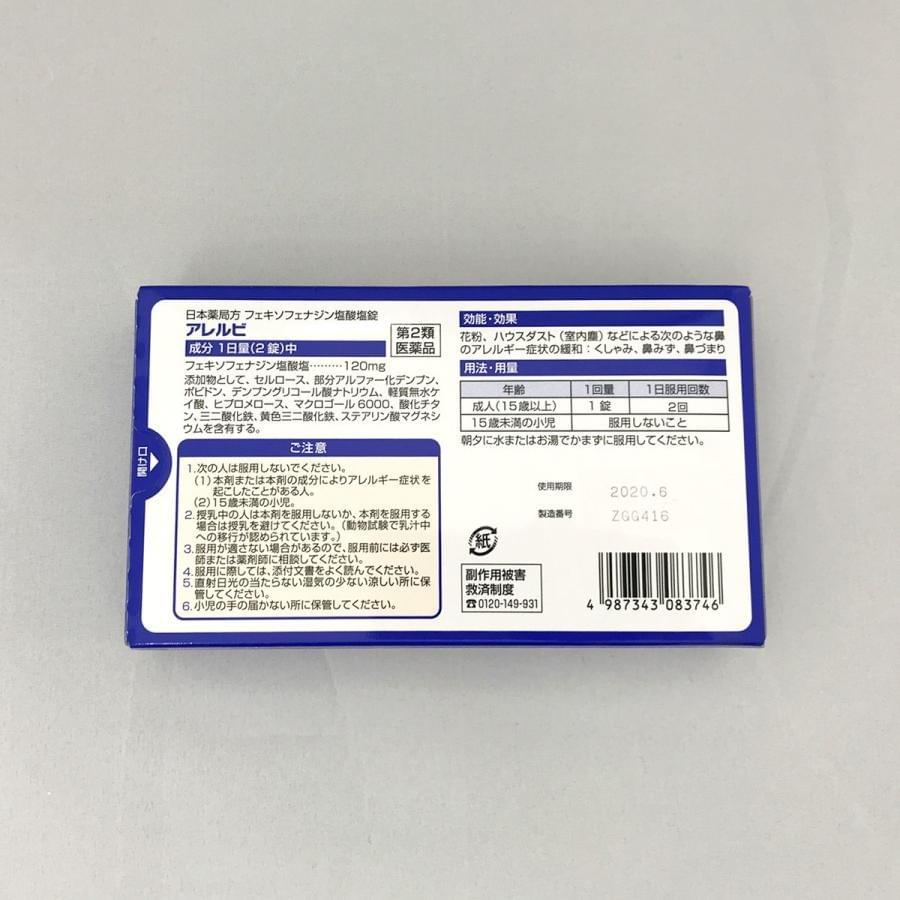 日本薬局方 フェキソフェナジン塩酸塩錠
アレルビ
第2類
医薬品
成分 1日量(2錠)中
フェキソフェナジン塩酸塩………120mg
添加物として、セルロース、部分アルファー化デンプン、
ポビドン、デンプングリコール酸ナトリウム、軽質無水ケ
イ酸、ヒプロメロース、マクロゴール6000、酸化チタ
ン、三二酸化鉄、黄色三二酸化鉄、ステアリン酸マグネシ
ウムを含有する。
ご注意
1.次の人は服用しないでください。
(1)本剤または本剤の成分によりアレルギー症状を
起こしたことがある人。
(2)15歳未満の小児。
2.授乳中の人は本剤を服用しないか、本剤を服用する
場合は授乳を避けてください。(動物試験で乳汁中
への移行が認められています。)
3.服用が適さない場合があるので、服用前には必ず医
師または薬剤師に相談してください。
4.服用に際しては、添付文書をよく読んでください。
5.直射日光の当たらない湿気の少ない涼しい所に保
管してください。
6.小児の手の届かない所に保管してください。
開ケ口
効能・効果
花粉、ハウスダスト(室内塵)などによる次のような鼻
のアレルギー症状の緩和:くしゃみ、鼻みず、鼻づまり
用法・用量
年齢 1回量 1日服用回数
成人(15歳以上) 1錠 2回
15歳未満の小児 服用しないこと
朝夕に水またはお湯でかまずに服用してください。
使用期限 2020.6
製造番号 ZGG416
紙
副作用被害
救済制度
☎0120-149-931
4 987343 083746